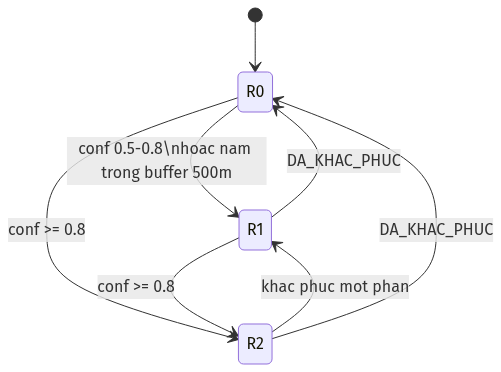 R0
conf 0.5-0.8\nhoac nam
trong buffer 500m
DA_KHAC_PHUC
conf >= 0.8
R1
DA_KHAC_PHUC
conf >= 0.8
khac phuc mot phan
R2